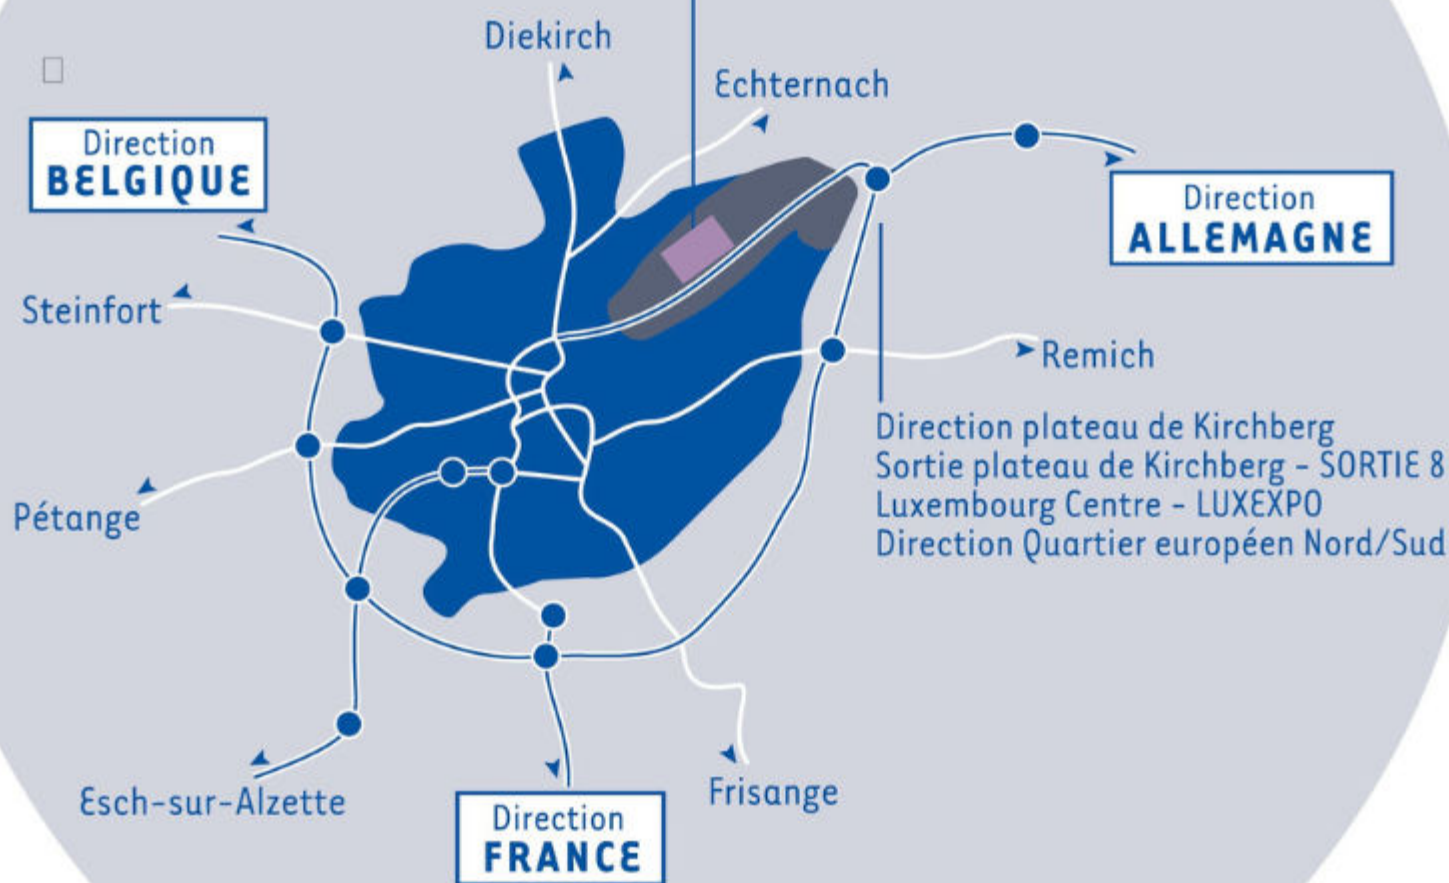 Diekirch
Echternach
Direction
BELGIQUE
Direction
ALLEMAGNE
Steinfort
Remich
Direction plateau de Kirchberg
Sortie plateau de Kirchberg - SORTIE 8
Luxembourg Centre - LUXEXPO
Direction Quartier européen Nord/Sud
Pétange
Esch-sur-Alzette
Direction
FRANCE
Frisange